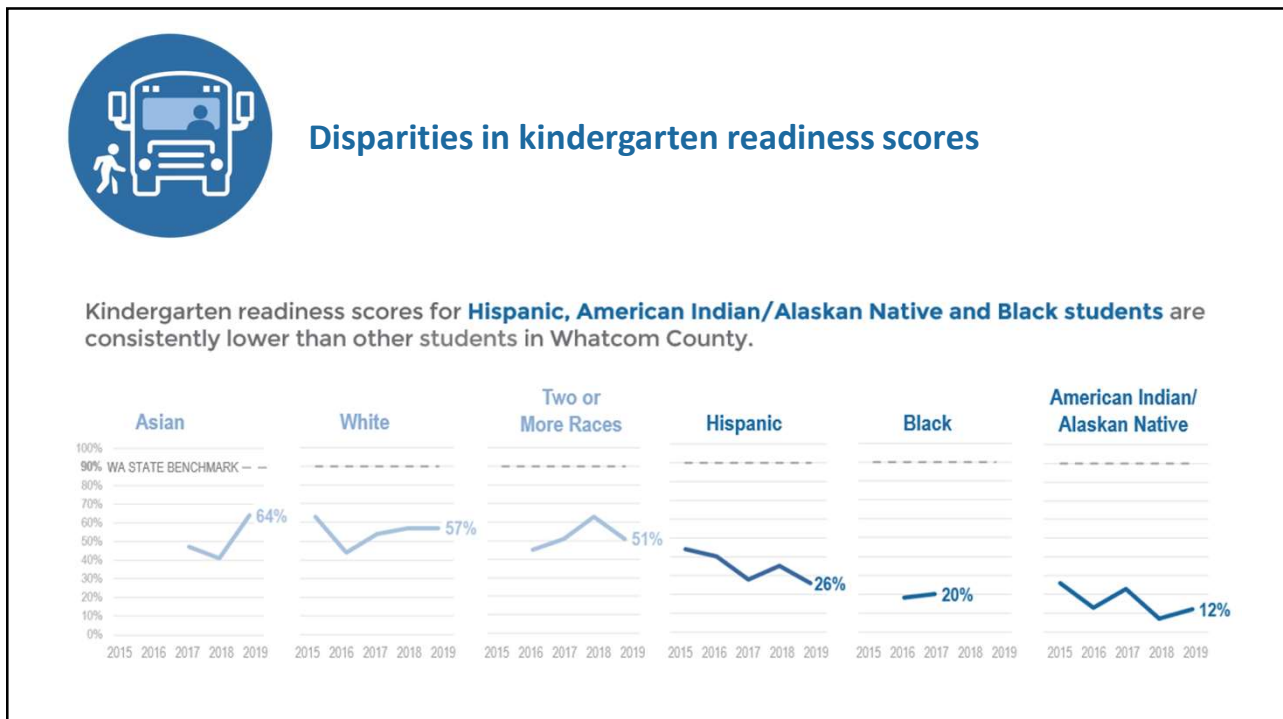 Disparities in kindergarten readiness scores
Kindergarten readiness scores for Hispanic, American Indian/Alaskan Native and Black students are
consistently lower than other students in Whatcom County.
Asian
White
Two or
More Races
Hispanic
Black
American Indian/
Alaskan Native
100%
90% WA STATE BENCHMARK
80%
70%
60%
50%
40%
30%
20%
10%
0%
64%
57%
51%
26%
20%
12%
2015 2016 2017 2018 2019
2015 2016 2017 2018 2019
2015 2016 2017 2018 2019
2015 2016 2017 2018 2019
2015 2016 2017 2018 2019
2015 2016 2017 2018 2019